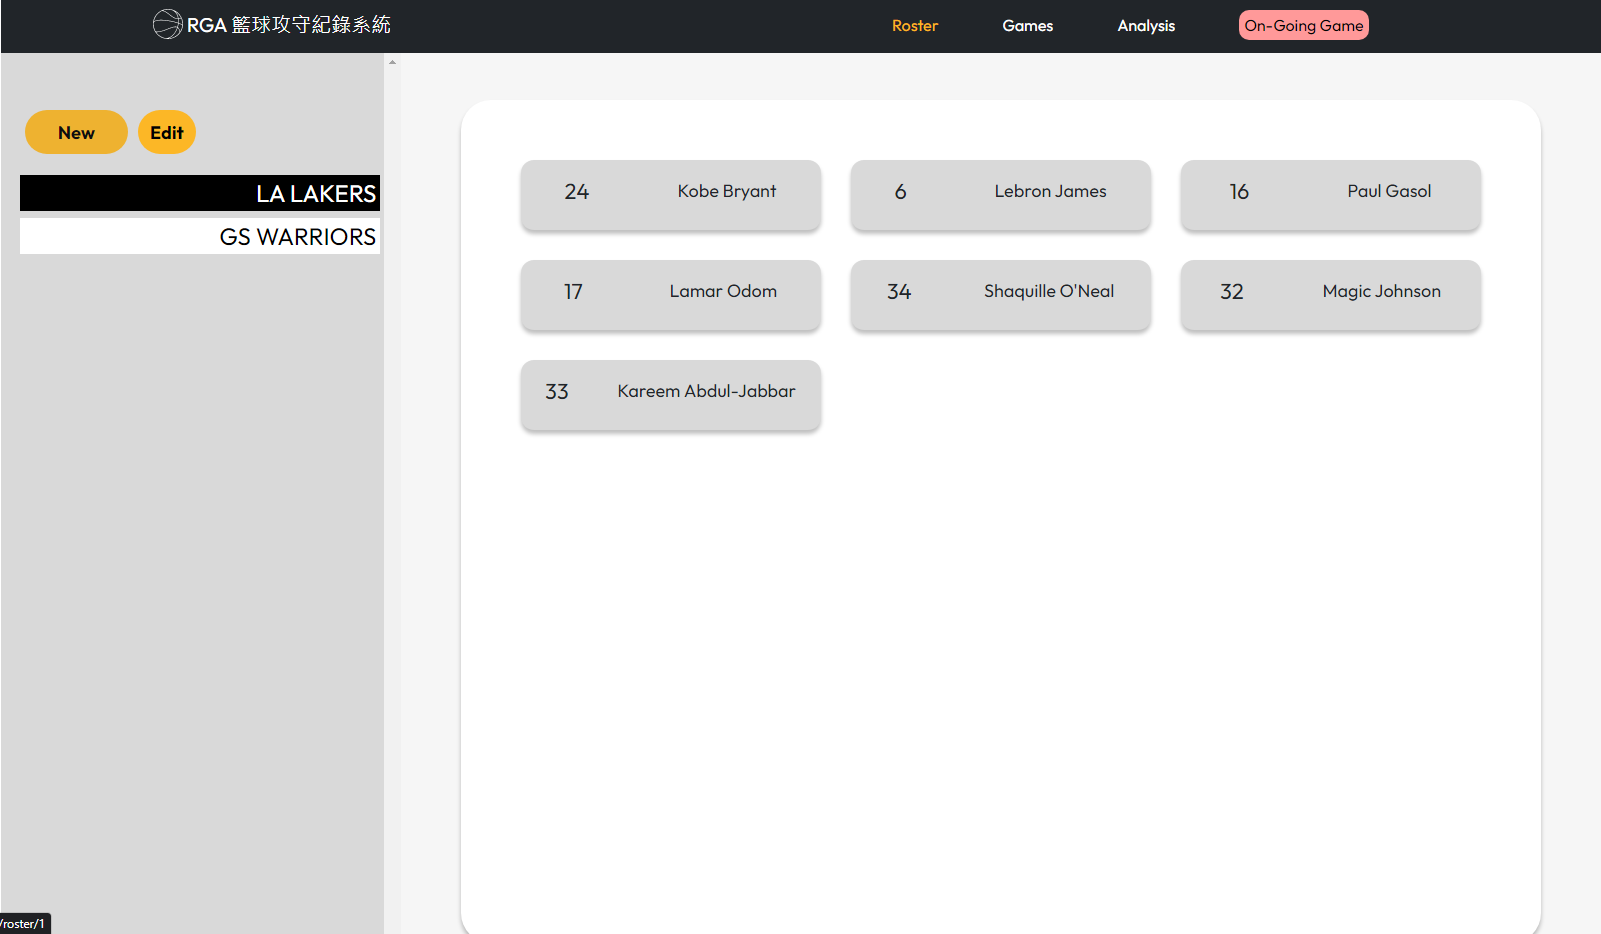 RGA 籃球攻守紀錄系統
Roster
Games
Analysis
On-Going Game
New
Edit
LA LAKERS
GS WARRIORS
24 Kobe Bryant
6 Lebron James
16 Paul Gasol
17 Lamar Odom
34 Shaquille O'Neal
32 Magic Johnson
33 Kareem Abdul-Jabbar
/roster/1